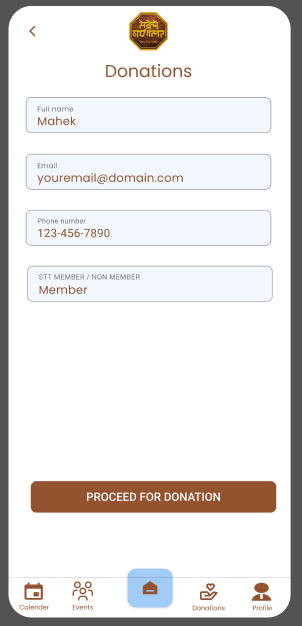 Donations
Full name
Mahek
Email
youremail@domain.com
Phone number
123-456-7890
STT MEMBER / NON MEMBER
Member
PROCEED FOR DONATION
Calender
Events
Donations
Profile